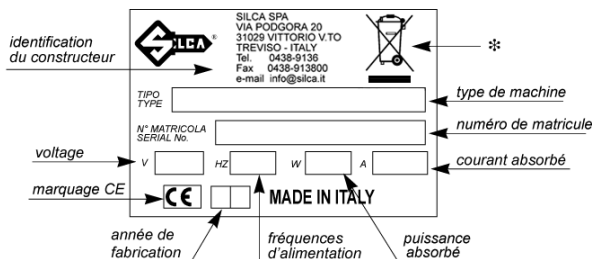 SILCA
SILCA SPA
VIA PODGORA 20
31029 VITTORIO V.TO
TREVISO - ITALY
Tel. 0438-9136
Fax 0438-913800
e-mail info@silca.it
*
identification
du constructeur
TIPO
TYPE
type de machine
N° MATRICOLA
SERIAL No.
numéro de matricule
voltage
V
HZ
W
A
courant absorbé
marquage CE
CE
MADE IN ITALY
année de
fabrication
fréquences
d'alimentation
puissance
absorbé